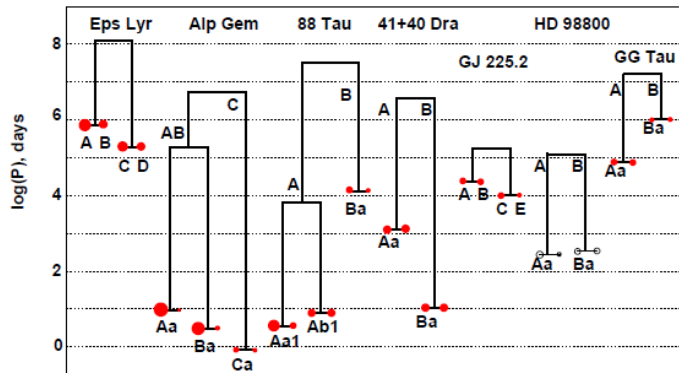 Eps Lyr Alp Gem 88 Tau 41+40 Dra HD 98800
GJ 225.2 GG Tau
8
C A B A B
B
6
A B AB Ba
C D
A A B
log(P), days
4
A B C E Aa
Ba
Aa
2
Aa Ba
Aa Ba Aa1 Ab1 Ba
0
Ca